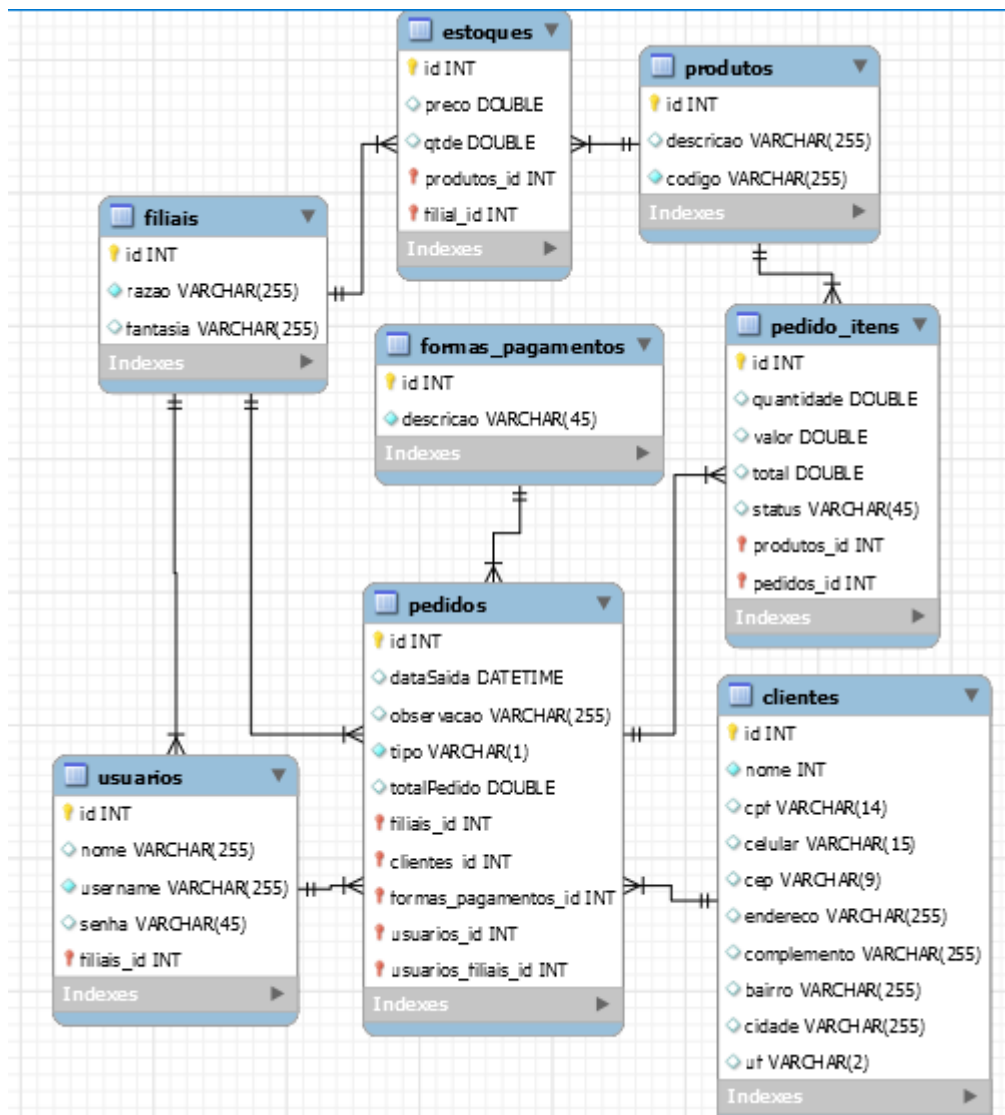 estoques
id INT
preco DOUBLE
qtde DOUBLE
produtos_id INT
filial_id INT
Indexes
produtos
id INT
descricao VARCHAR(255)
codigo VARCHAR(255)
Indexes
filiais
id INT
razao VARCHAR(255)
fantasia VARCHAR(255)
Indexes
formas_pagamentos
id INT
descricao VARCHAR(45)
Indexes
pedido_itens
id INT
quantidade DOUBLE
valor DOUBLE
total DOUBLE
status VARCHAR(45)
produtos_id INT
pedidos_id INT
Indexes
pedidos
id INT
dataSaida DATETIME
observacao VARCHAR(255)
tipo VARCHAR(1)
totalPedido DOUBLE
filiais_id INT
clientes_id INT
formas_pagamentos_id INT
usuarios_id INT
usuarios_filiais_id INT
Indexes
usuarios
id INT
nome VARCHAR(255)
username VARCHAR(255)
senha VARCHAR(45)
filiais_id INT
Indexes
clientes
id INT
nome INT
cpf VARCHAR(14)
celular VARCHAR(15)
cep VARCHAR(9)
endereco VARCHAR(255)
complemento VARCHAR(255)
bairro VARCHAR(255)
cidade VARCHAR(255)
uf VARCHAR(2)
Indexes